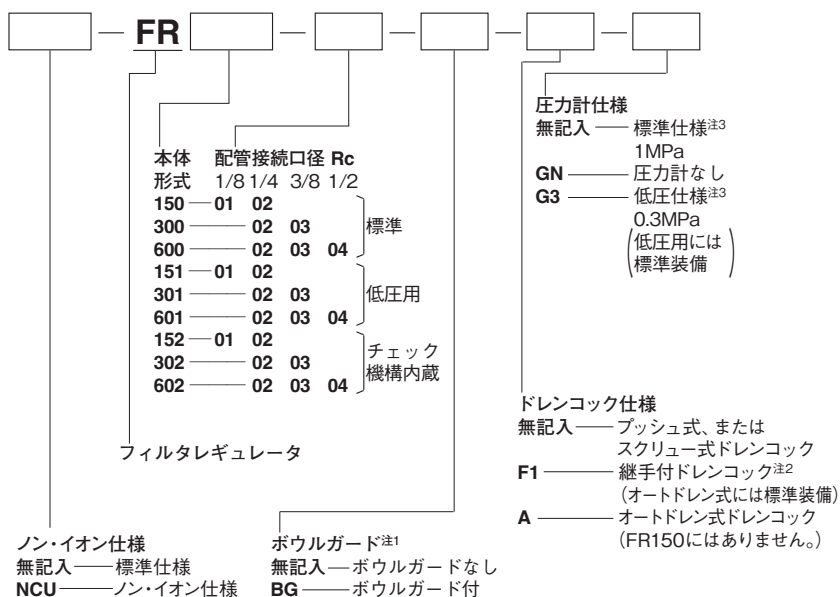 — FR — — — —
圧力計仕様
無記入 — 標準仕様注3
1MPa
GN — 圧力計なし
G3 — 低圧仕様注3
0.3MPa
(低圧用には
標準装備)
本体 配管接続口径 Rc
形式 1/8 1/4 3/8 1/2
150 — 01 02
300 — 02 03
600 — 02 03 04
標準
151 — 01 02
301 — 02 03
601 — 02 03 04
低圧用
152 — 01 02
302 — 02 03
602 — 02 03 04
チェック
機構内蔵
フィルタレギュレータ
ドレンコック仕様
無記入 — プッシュ式、または
スクリュー式ドレンコック
F1 — 継手付ドレンコック注2
(オートドレン式には標準装備)
A — オートドレン式ドレンコック
(FR150にはありません。)
ノン・イオン仕様
無記入 — 標準仕様
NCU — ノン・イオン仕様
ボウルガード注1
無記入 — ボウルガードなし
BG — ボウルガード付